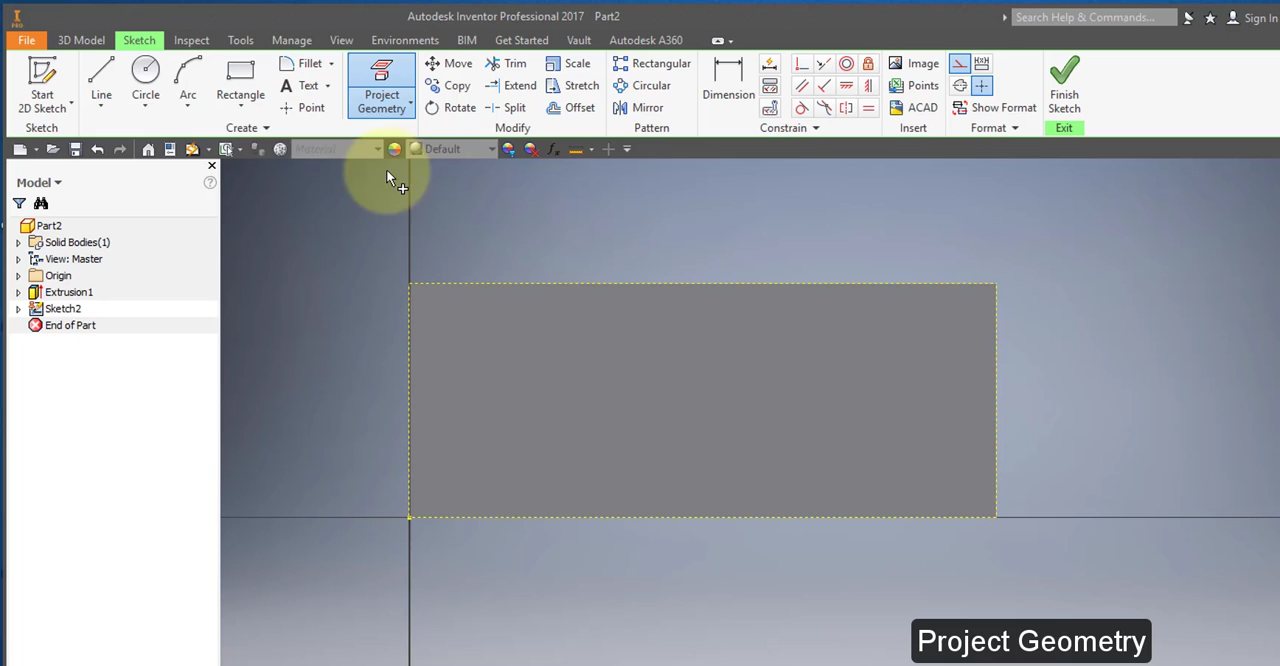 Autodesk Inventor Professional 2017 Part2
Search Help & Commands...
Sign In
PRO
File 3D Model Sketch Inspect Tools Manage View Environments BIM Get Started Vault Autodesk A360
Start
2D Sketch
Line
Circle
Arc
Rectangle
Fillet
Text
Point
Project
Geometry
Move
Copy
Rotate
Trim
Extend
Split
Scale
Stretch
Offset
Rectangular
Circular
Mirror
Dimension
Image
Points
ACAD
Show Format
Finish
Sketch
Sketch Create Modify Pattern Constrain Insert Format Exit
Material Default
Model
Part2
Solid Bodies(1)
View: Master
Origin
Extrusion1
Sketch2
End of Part
Project Geometry